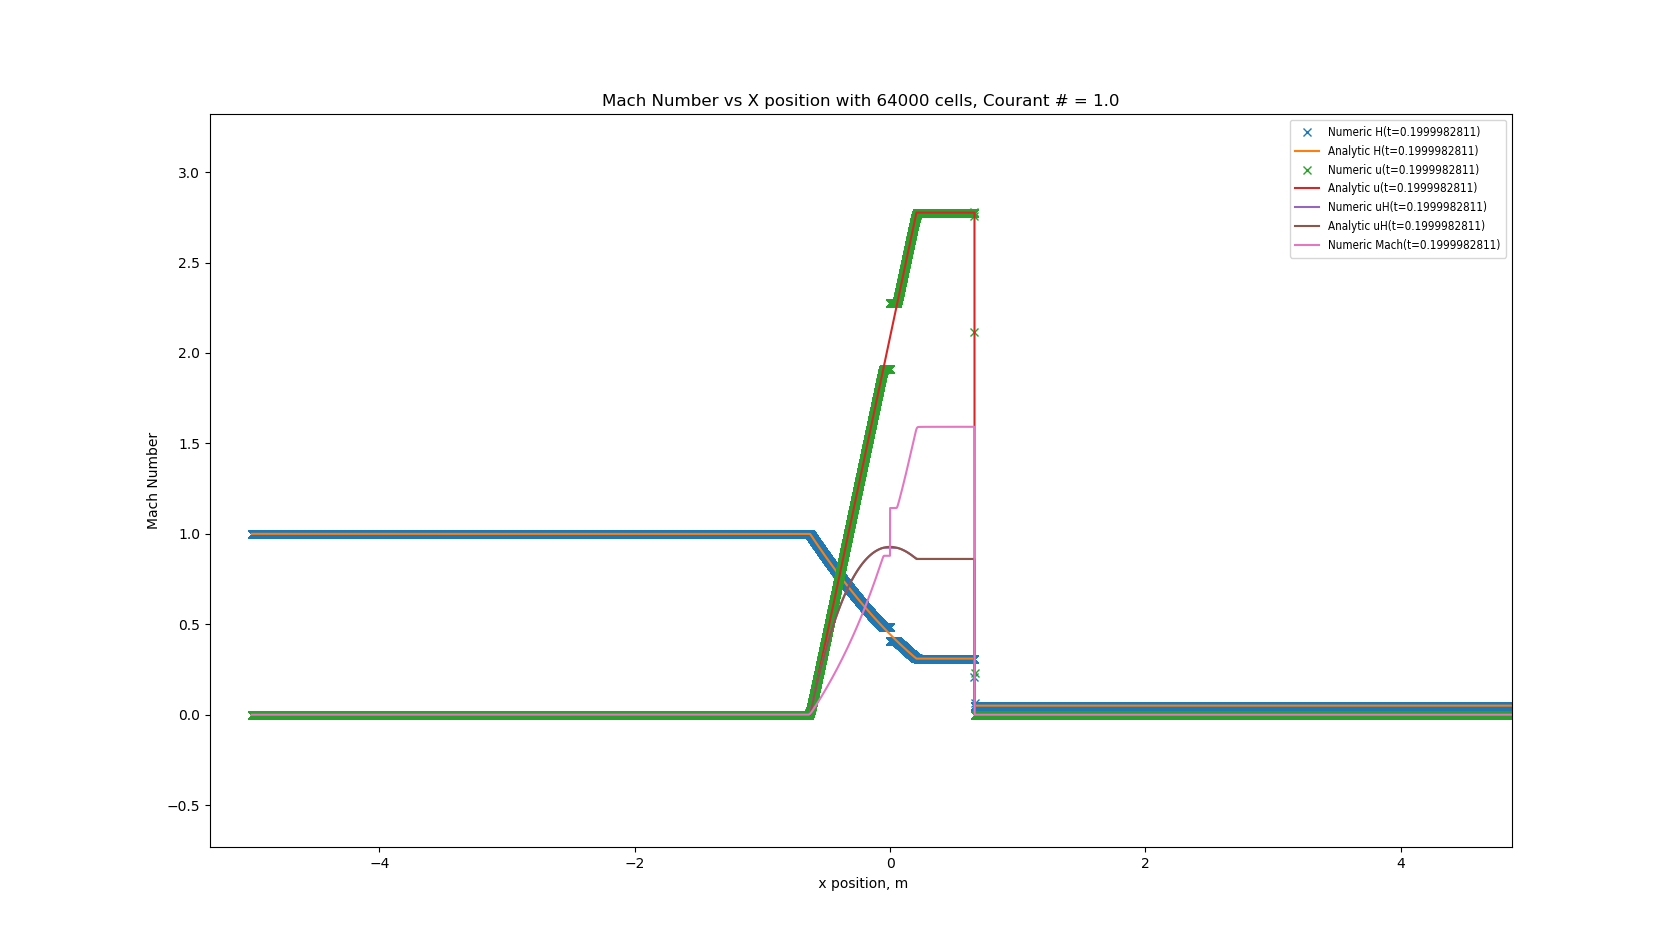 Mach Number vs X position with 64000 cells, Courant # = 1.0
Numeric H(t=0.1999982811)
Analytic H(t=0.1999982811)
Numeric u(t=0.1999982811)
Analytic u(t=0.1999982811)
Numeric uH(t=0.1999982811)
Analytic uH(t=0.1999982811)
Numeric Mach(t=0.1999982811)
Mach Number
3.0
2.5
2.0
1.5
1.0
0.5
0.0
−0.5
−4
−2
0
2
4
x position, m